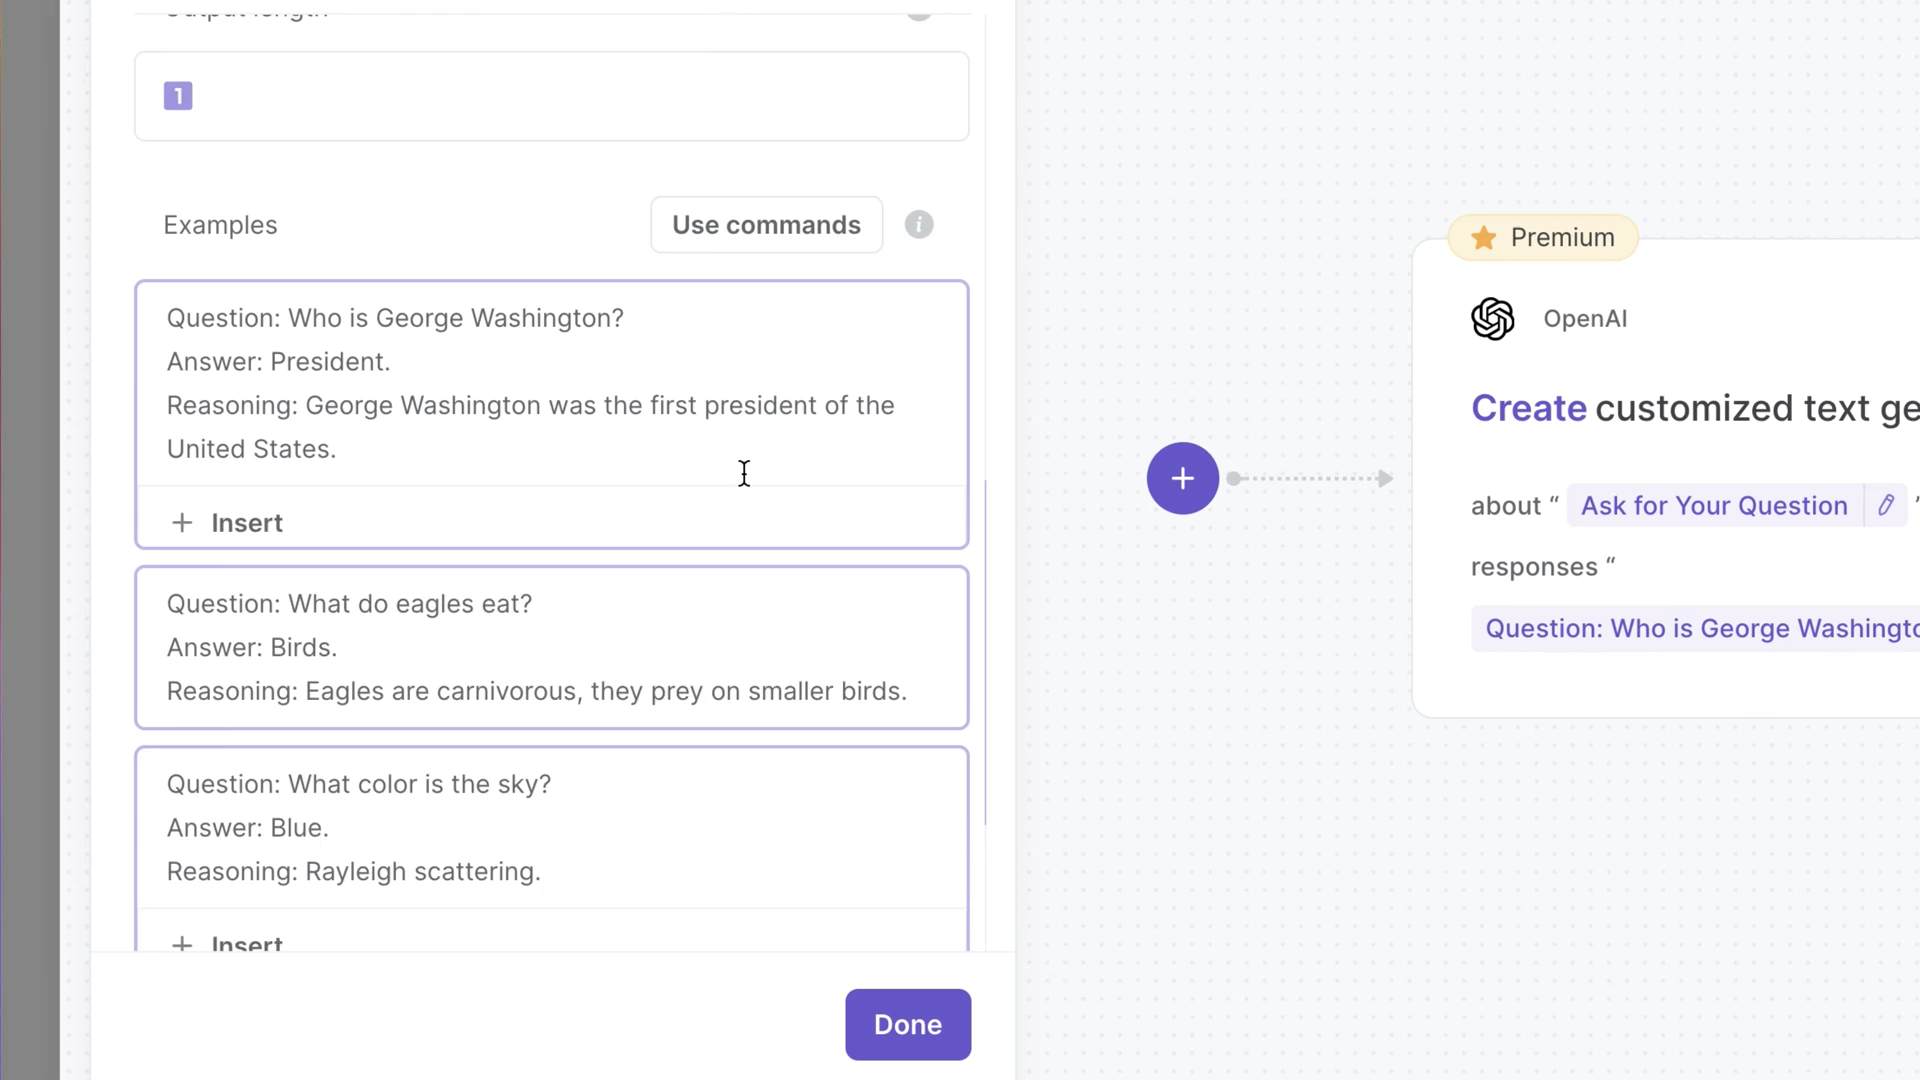 Output length
1
Examples
Use commands
Question: Who is George Washington?
Answer: President.
Reasoning: George Washington was the first president of the
United States.
+ Insert
Question: What do eagles eat?
Answer: Birds.
Reasoning: Eagles are carnivorous, they prey on smaller birds.
Question: What color is the sky?
Answer: Blue.
Reasoning: Rayleigh scattering.
+ Insert
Done
Premium
OpenAI
Create customized text ge
about “ Ask for Your Question ”
responses “
Question: Who is George Washingto